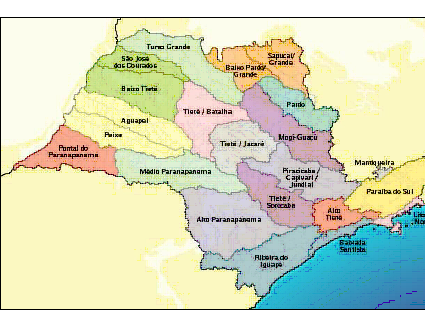 Turvo Grande
São José
dos Dourados
Baixo Tietê
Aguapeí
Peixe
Pontal do
Paranapanema
Médio Paranapanema
Tietê / Batalha
Tietê / Jacaré
Baixo Pardo/
Grande
Sapucaí/
Grande
Pardo
Mogi-Guaçú
Piracicaba /
Capivari /
Jundiaí
Mantiqueira
Paraíba do Sul
Tietê /
Sorocaba
Alto
Tietê
Alto Paranapanema
Ribeira do
Iguape
Baixada
Santista